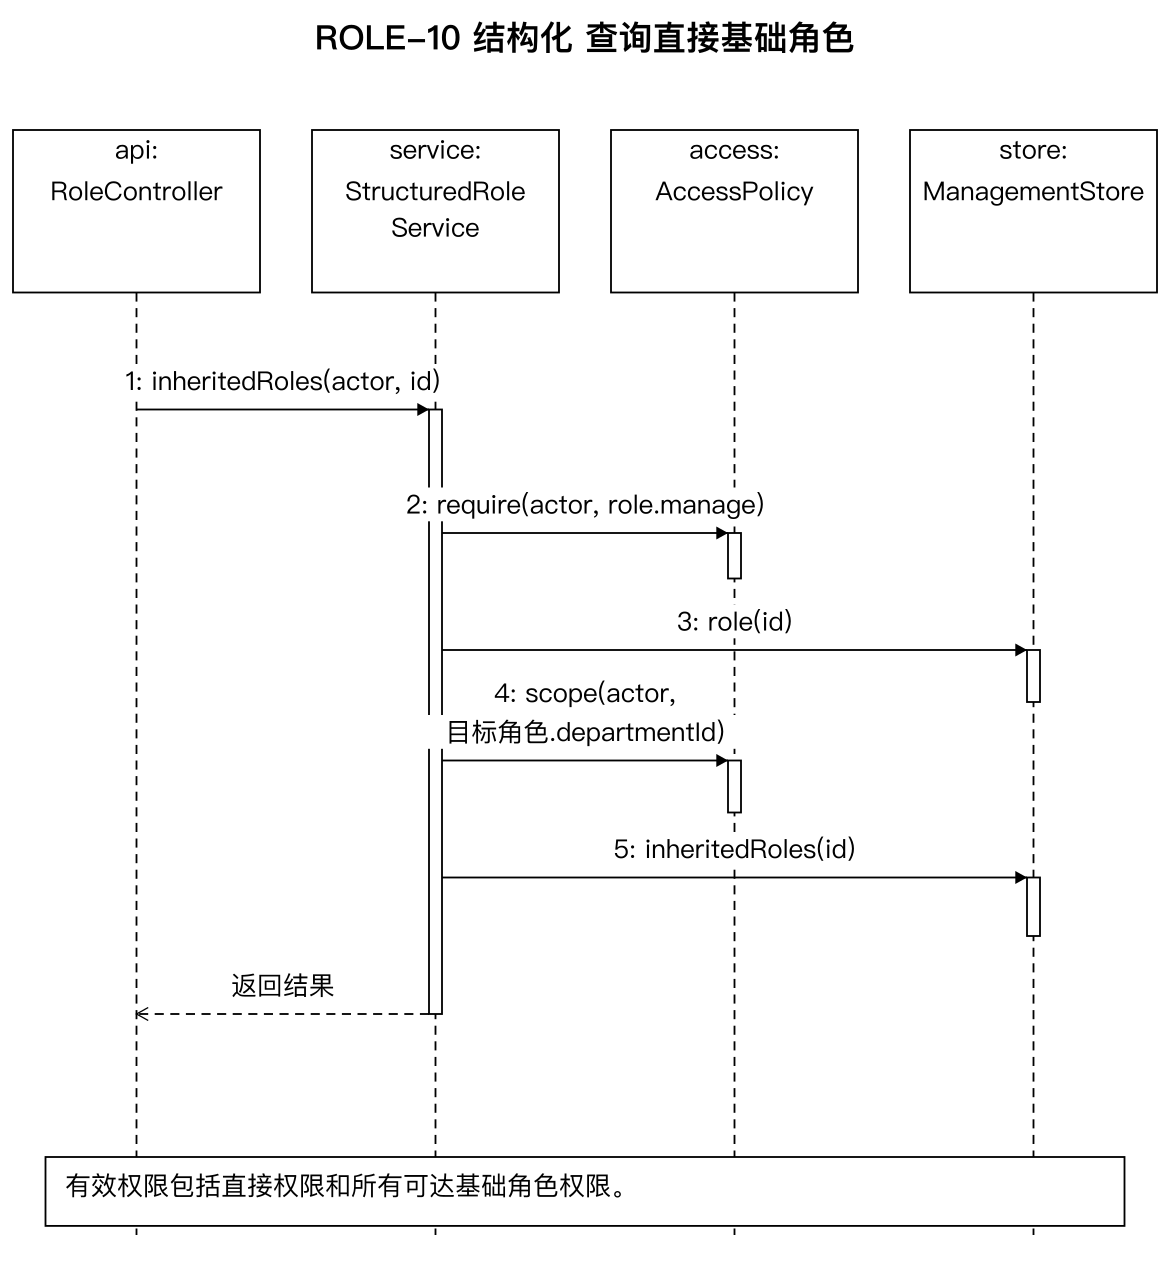 ROLE–10 结构化 查询直接基础角色
api:
RoleController
service:
StructuredRole
Service
access:
AccessPolicy
store:
ManagementStore
1: inheritedRoles(actor, id)
2: require(actor, role.manage)
3: role(id)
4: scope(actor,
目标角色.departmentId)
5: inheritedRoles(id)
返回结果
有效权限包括直接权限和所有可达基础角色权限。